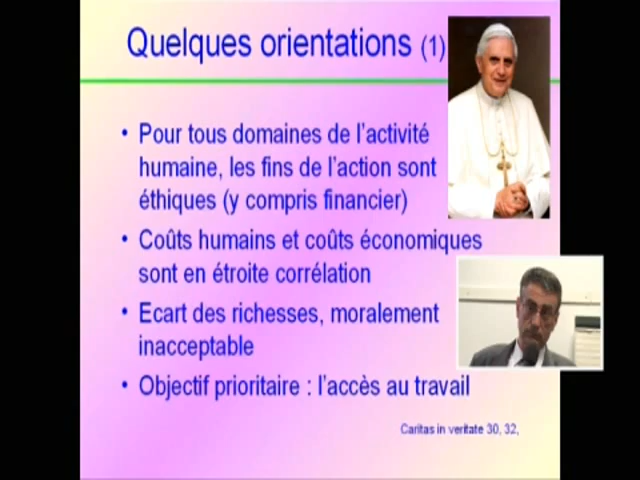 Quelques orientations (1)
• Pour tous domaines de l'activité
humaine, les fins de l'action sont
éthiques (y compris financier)
• Coûts humains et coûts économiques
sont en étroite corrélation
• Ecart des richesses, moralement
inacceptable
• Objectif prioritaire : l'accès au travail
Caritas in veritate 30, 32,